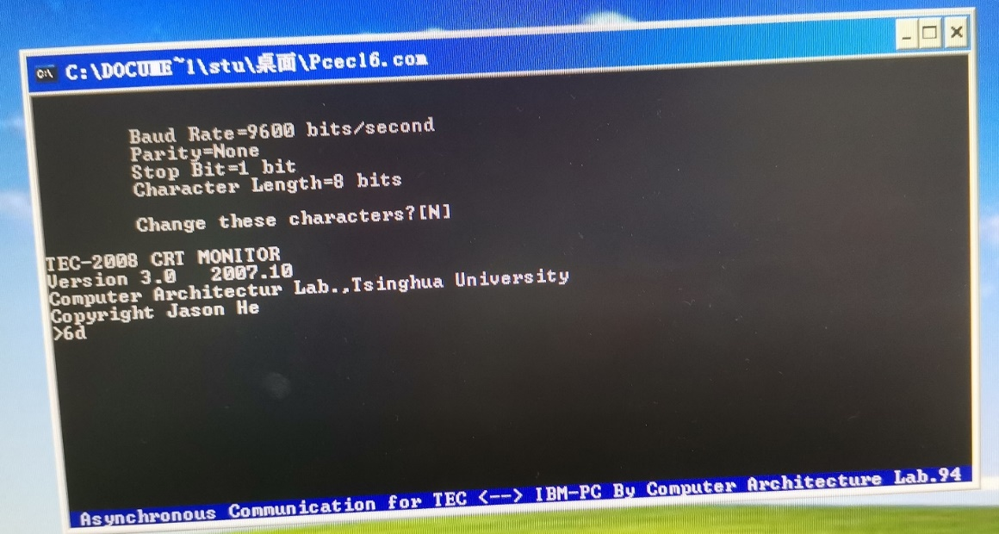 C:\DOCUME~1\stu\桌面\Pcec16.com
Baud Rate=9600 bits/second
Parity=None
Stop Bit=1 bit
Character Length=8 bits
Change these characters?[N]
TEC-2008 CRT MONITOR
Version 3.0 2007.10
Computer Architectur Lab.,Tsinghua University
Copyright Jason He
>6d
Asynchronous Communication for TEC <--> IBM-PC By Computer Architecture Lab.94